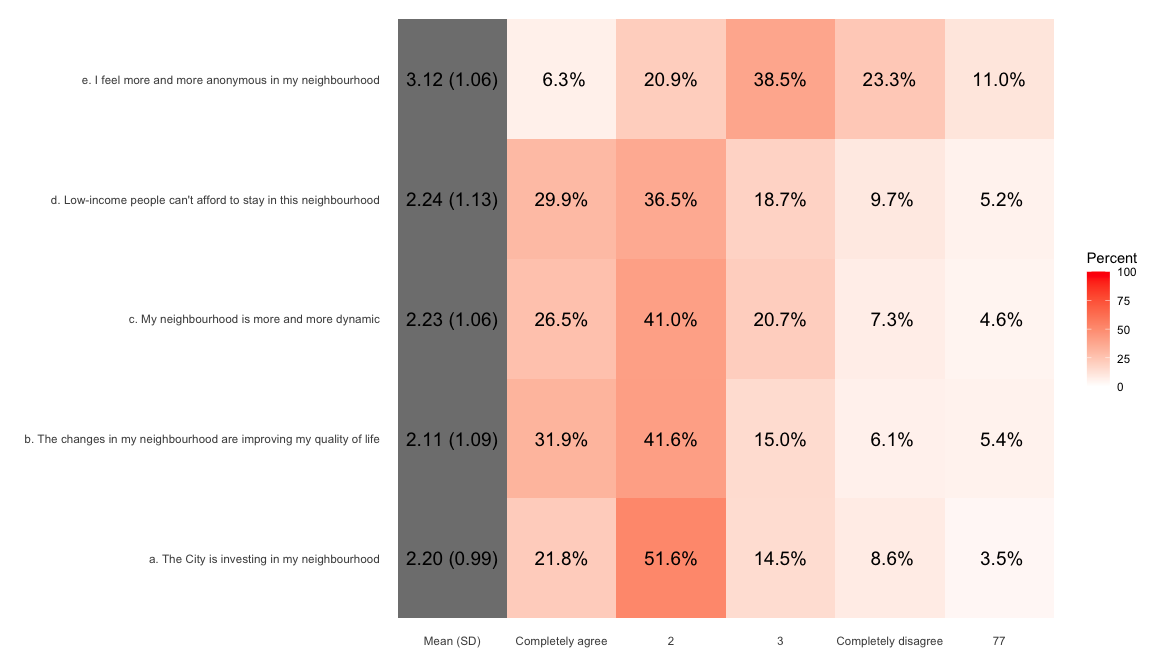 e. I feel more and more anonymous in my neighbourhood 3.12 (1.06) 6.3% 20.9% 38.5% 23.3% 11.0%
d. Low-income people can't afford to stay in this neighbourhood 2.24 (1.13) 29.9% 36.5% 18.7% 9.7% 5.2%
c. My neighbourhood is more and more dynamic 2.23 (1.06) 26.5% 41.0% 20.7% 7.3% 4.6%
b. The changes in my neighbourhood are improving my quality of life 2.11 (1.09) 31.9% 41.6% 15.0% 6.1% 5.4%
a. The City is investing in my neighbourhood 2.20 (0.99) 21.8% 51.6% 14.5% 8.6% 3.5%
Mean (SD) Completely agree 2 3 Completely disagree 77
Percent
100
75
50
25
0